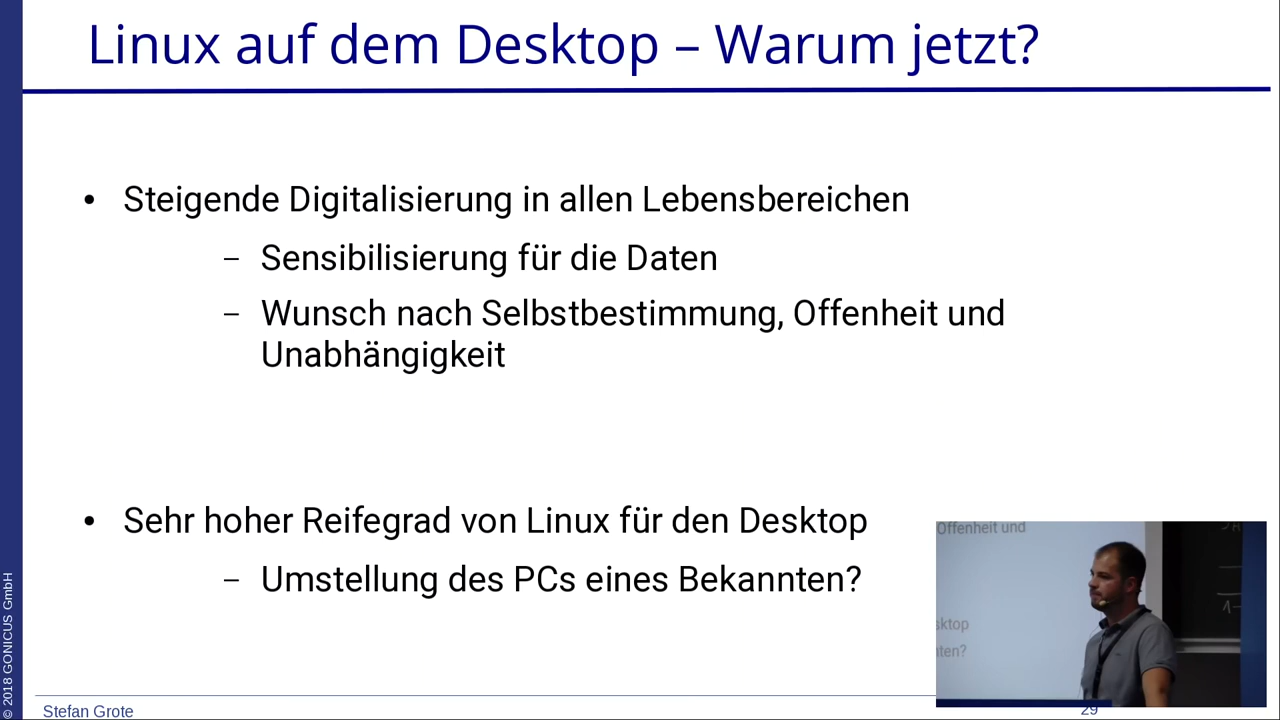 Linux auf dem Desktop – Warum jetzt?
• Steigende Digitalisierung in allen Lebensbereichen
– Sensibilisierung für die Daten
– Wunsch nach Selbstbestimmung, Offenheit und
Unabhängigkeit
• Sehr hoher Reifegrad von Linux für den Desktop
– Umstellung des PCs eines Bekannten?
Offenheit und
sktop
nten?
© 2018 GONICUS GmbH
Stefan Grote
29